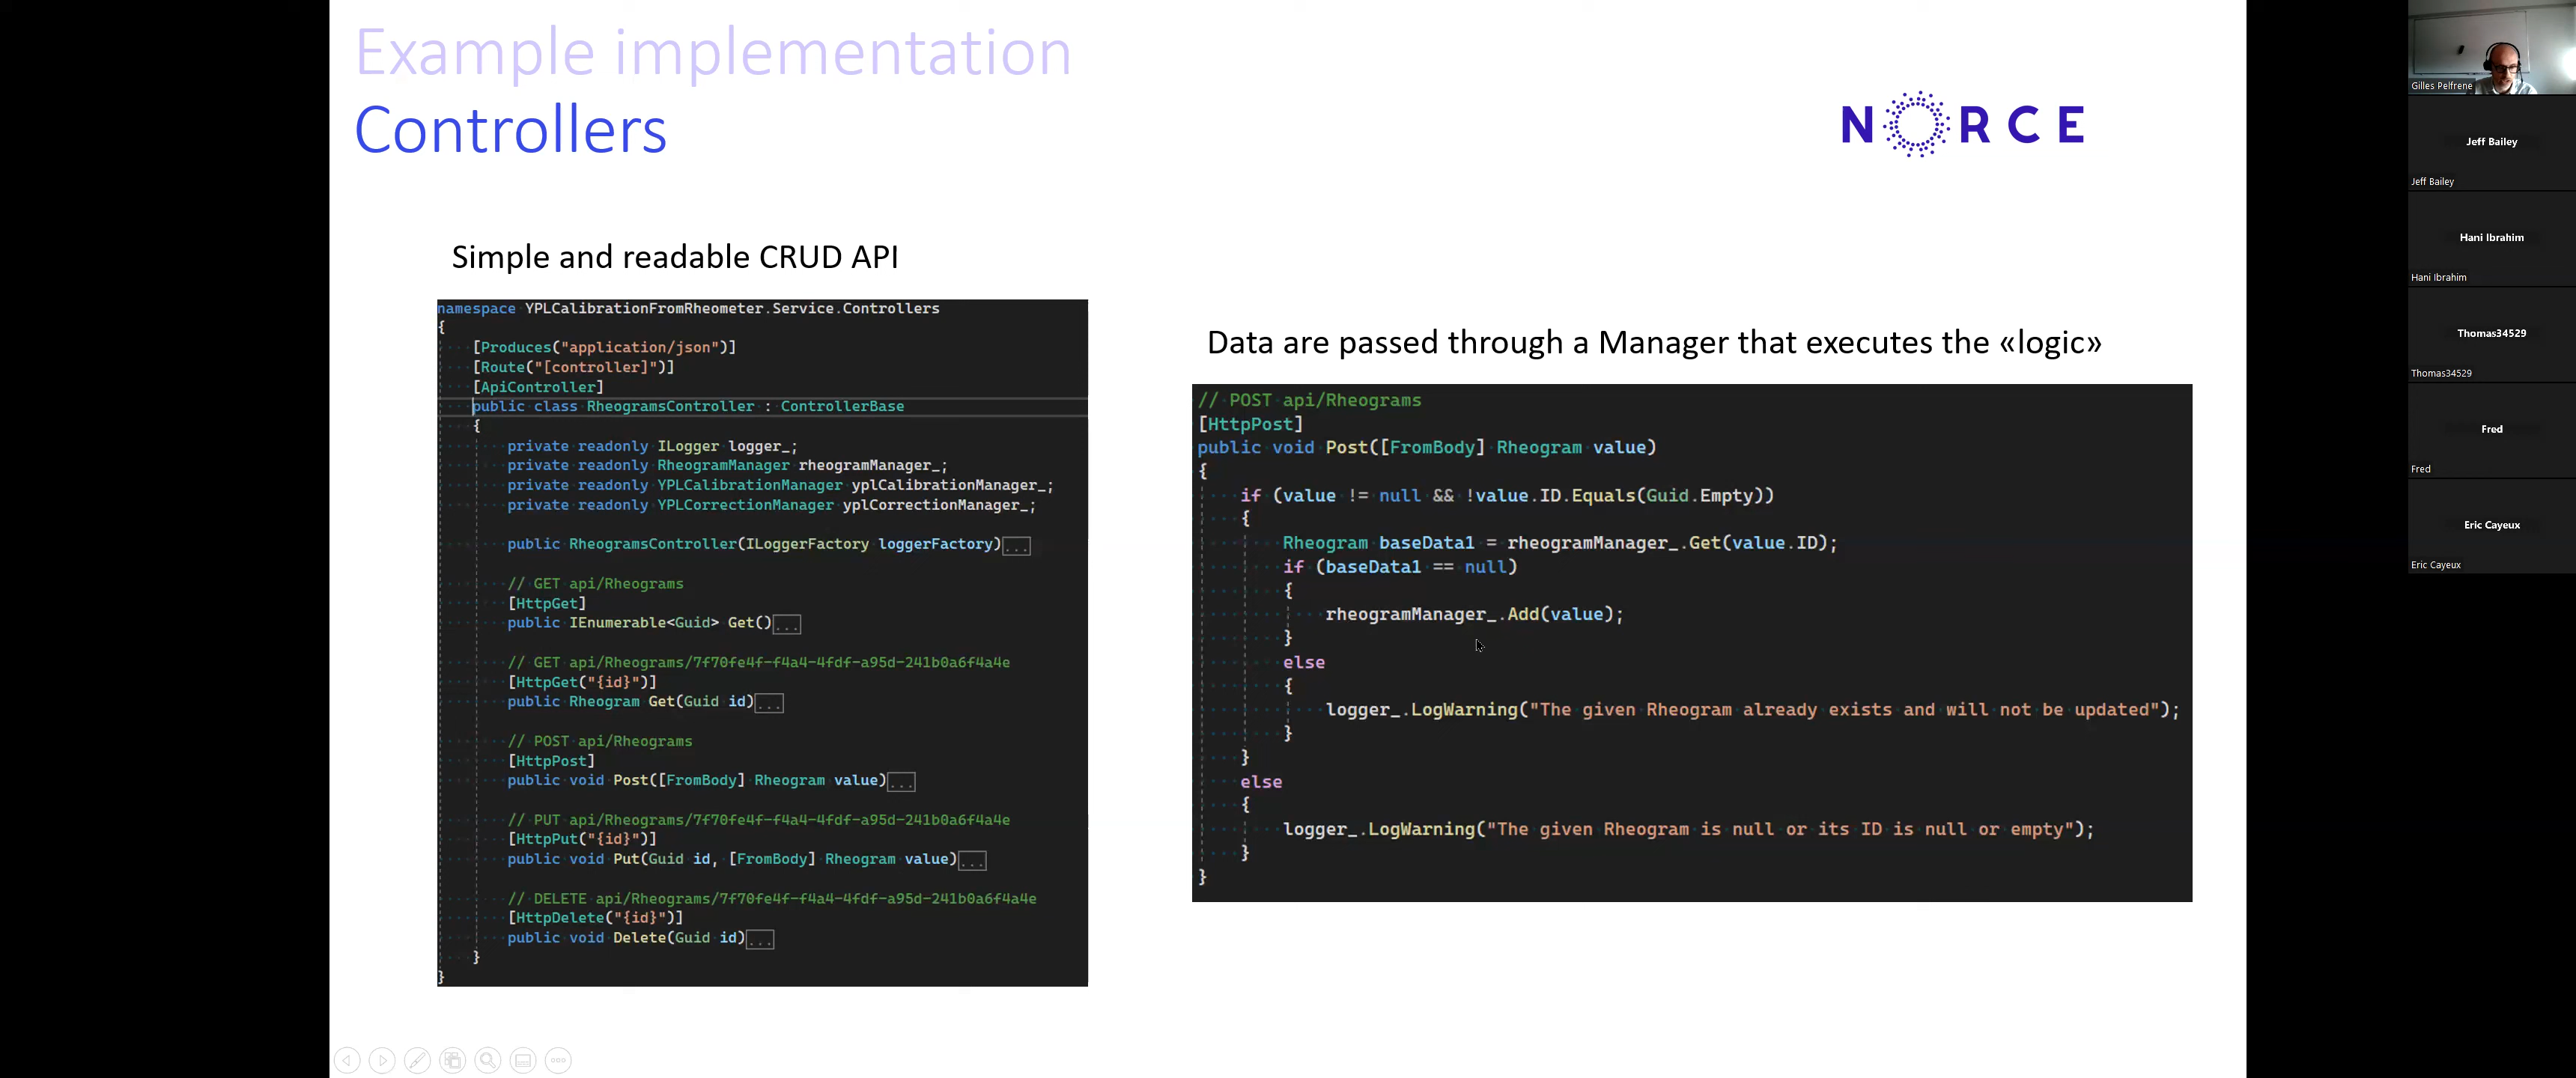 Example implementation
Controllers
NORCE
Simple and readable CRUD API
namespace YPLCalibrationFromRheometer.Service.Controllers
{
[Produces("application/json")]
[Route("[controller]")]
[ApiController]
public class RheogramsController : ControllerBase
{
private readonly ILogger logger_;
private readonly RheogramManager rheogramManager_;
private readonly YPLCalibrationManager yplCalibrationManager_;
private readonly YPLCorrectionManager yplCorrectionManager_;
public RheogramsController(ILoggerFactory loggerFactory)...
// GET api/Rheograms
[HttpGet]
public IEnumerable<Guid> Get()...
// GET api/Rheograms/7f70fe4f-f4a4-4fdf-a95d-241b0a6f4a4e
[HttpGet("{id}")]
public Rheogram Get(Guid id)...
// POST api/Rheograms
[HttpPost]
public void Post([FromBody] Rheogram value)...
// PUT api/Rheograms/7f70fe4f-f4a4-4fdf-a95d-241b0a6f4a4e
[HttpPut("{id}")]
public void Put(Guid id, [FromBody] Rheogram value)...
// DELETE api/Rheograms/7f70fe4f-f4a4-4fdf-a95d-241b0a6f4a4e
[HttpDelete("{id}")]
public void Delete(Guid id)...
}
}
Data are passed through a Manager that executes the «logic»
// POST api/Rheograms
[HttpPost]
public void Post([FromBody] Rheogram value)
{
if (value != null && !value.ID.Equals(Guid.Empty))
{
Rheogram baseData1 = rheogramManager_.Get(value.ID);
if (baseData1 == null)
{
rheogramManager_.Add(value);
}
else
{
logger_.LogWarning("The given Rheogram already exists and will not be updated");
}
}
else
{
logger_.LogWarning("The given Rheogram is null or its ID is null or empty");
}
}
Gilles Pelfrene
Jeff Bailey
Jeff Bailey
Hani Ibrahim
Hani Ibrahim
Thomas34529
Thomas34529
Fred
Fred
Eric Cayeux
Eric Cayeux